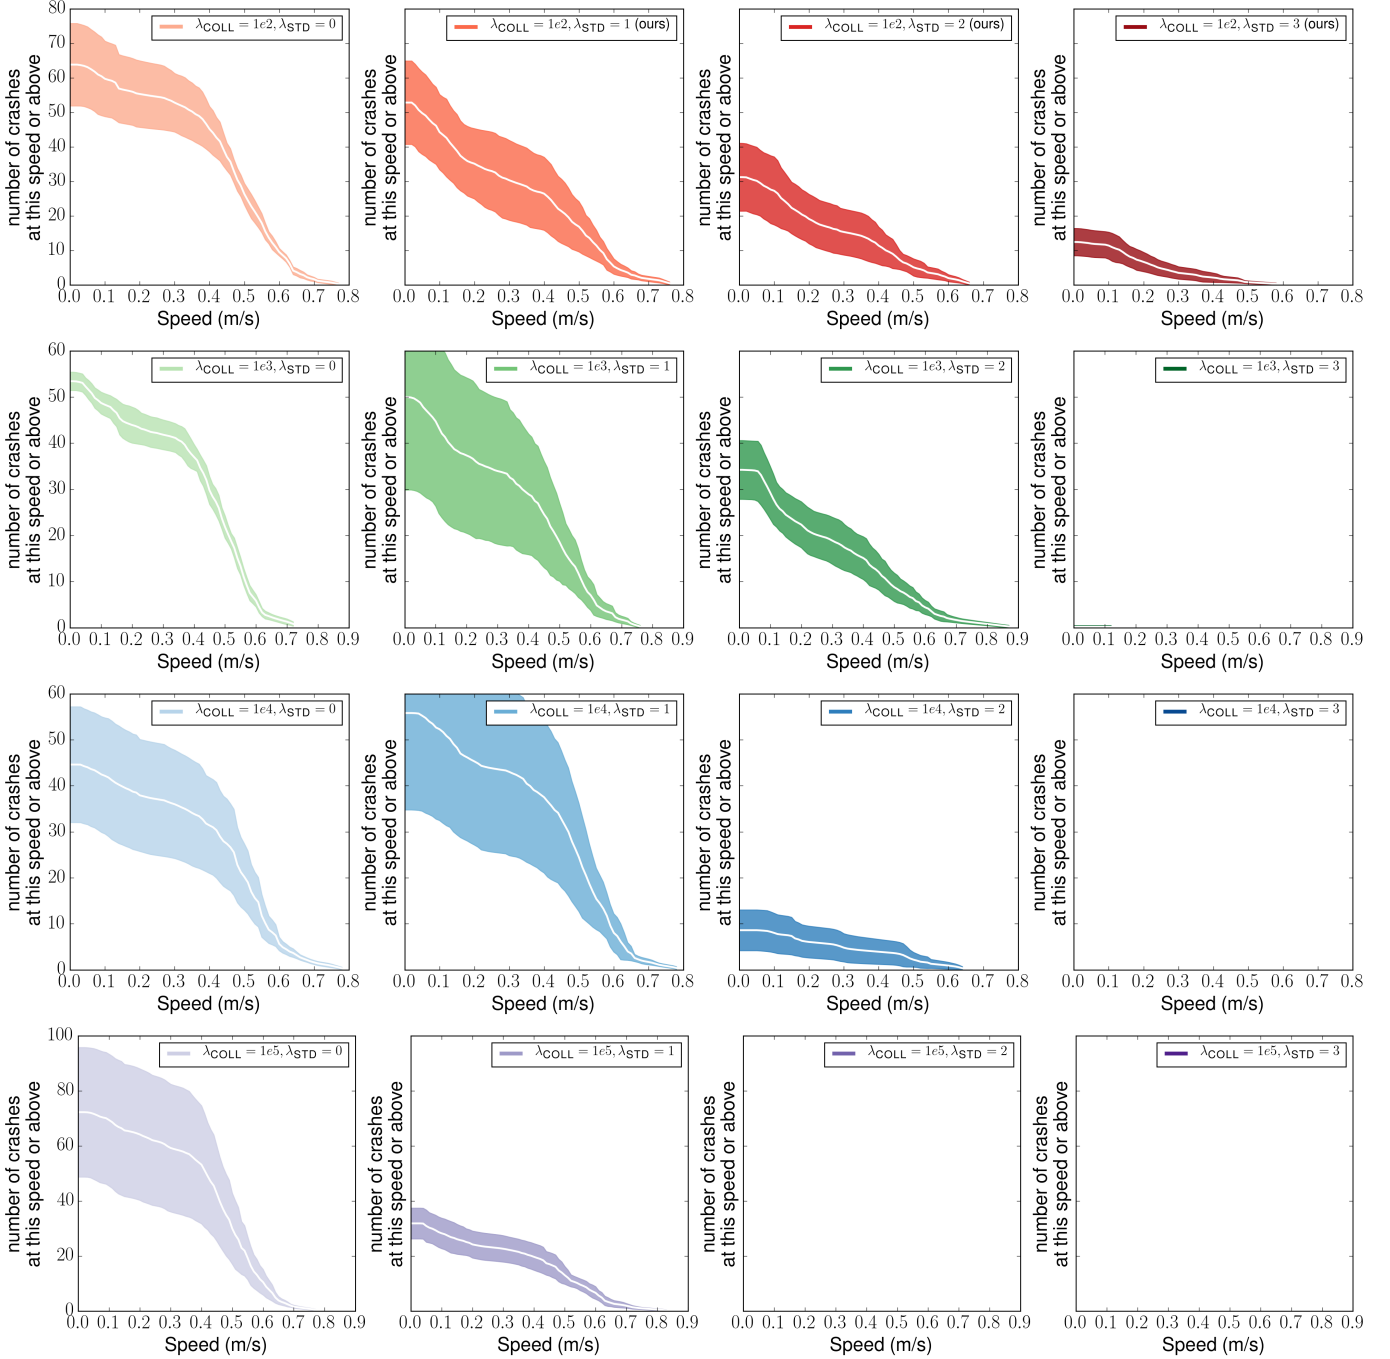 80
70
60
50
40
30
20
10
0
number of crashes
at this speed or above
λCOLL = 1e2, λSTD = 0
0.0 0.1 0.2 0.3 0.4 0.5 0.6 0.7 0.8
Speed (m/s)
number of crashes
at this speed or above
λCOLL = 1e2, λSTD = 1 (ours)
0.0 0.1 0.2 0.3 0.4 0.5 0.6 0.7 0.8
Speed (m/s)
number of crashes
at this speed or above
λCOLL = 1e2, λSTD = 2 (ours)
0.0 0.1 0.2 0.3 0.4 0.5 0.6 0.7 0.8
Speed (m/s)
number of crashes
at this speed or above
λCOLL = 1e2, λSTD = 3 (ours)
0.0 0.1 0.2 0.3 0.4 0.5 0.6 0.7 0.8
Speed (m/s)
60
50
40
30
20
10
0
number of crashes
at this speed or above
λCOLL = 1e3, λSTD = 0
0.0 0.1 0.2 0.3 0.4 0.5 0.6 0.7 0.8 0.9
Speed (m/s)
number of crashes
at this speed or above
λCOLL = 1e3, λSTD = 1
0.0 0.1 0.2 0.3 0.4 0.5 0.6 0.7 0.8 0.9
Speed (m/s)
number of crashes
at this speed or above
λCOLL = 1e3, λSTD = 2
0.0 0.1 0.2 0.3 0.4 0.5 0.6 0.7 0.8 0.9
Speed (m/s)
number of crashes
at this speed or above
λCOLL = 1e3, λSTD = 3
0.0 0.1 0.2 0.3 0.4 0.5 0.6 0.7 0.8 0.9
Speed (m/s)
60
50
40
30
20
10
0
number of crashes
at this speed or above
λCOLL = 1e4, λSTD = 0
0.0 0.1 0.2 0.3 0.4 0.5 0.6 0.7 0.8
Speed (m/s)
number of crashes
at this speed or above
λCOLL = 1e4, λSTD = 1
0.0 0.1 0.2 0.3 0.4 0.5 0.6 0.7 0.8
Speed (m/s)
number of crashes
at this speed or above
λCOLL = 1e4, λSTD = 2
0.0 0.1 0.2 0.3 0.4 0.5 0.6 0.7 0.8
Speed (m/s)
number of crashes
at this speed or above
λCOLL = 1e4, λSTD = 3
0.0 0.1 0.2 0.3 0.4 0.5 0.6 0.7 0.8
Speed (m/s)
100
80
60
40
20
0
number of crashes
at this speed or above
λCOLL = 1e5, λSTD = 0
0.0 0.1 0.2 0.3 0.4 0.5 0.6 0.7 0.8 0.9
Speed (m/s)
number of crashes
at this speed or above
λCOLL = 1e5, λSTD = 1
0.0 0.1 0.2 0.3 0.4 0.5 0.6 0.7 0.8 0.9
Speed (m/s)
number of crashes
at this speed or above
λCOLL = 1e5, λSTD = 2
0.0 0.1 0.2 0.3 0.4 0.5 0.6 0.7 0.8 0.9
Speed (m/s)
number of crashes
at this speed or above
λCOLL = 1e5, λSTD = 3
0.0 0.1 0.2 0.3 0.4 0.5 0.6 0.7 0.8 0.9
Speed (m/s)